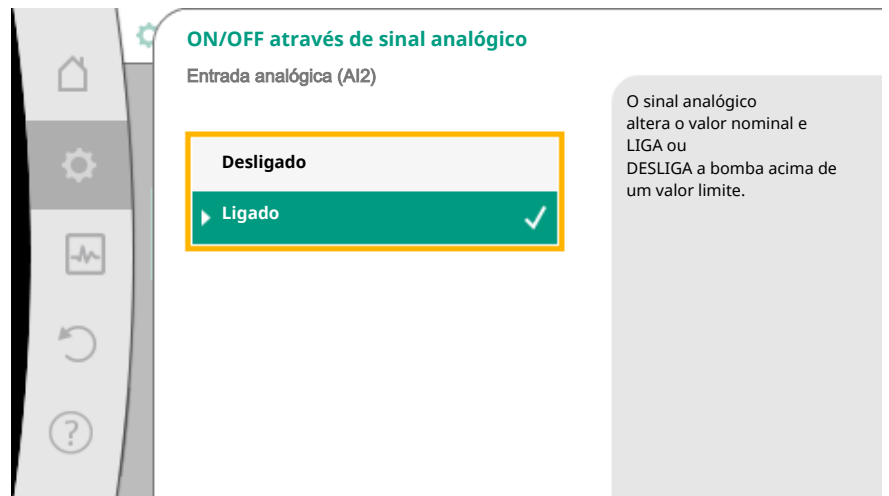 ON/OFF através de sinal analógico
Entrada analógica (AI2)
Desligado
Ligado
O sinal analógico
altera o valor nominal e
LIGA ou
DESLIGA a bomba acima de
um valor limite.